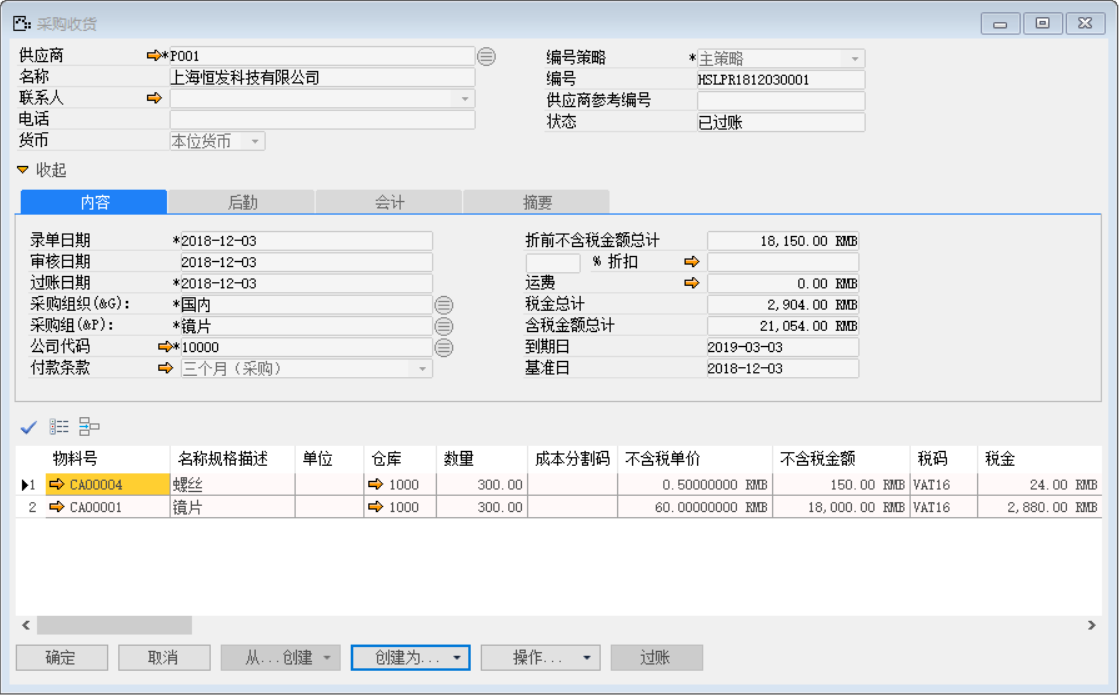 采购收货
供应商 *P001 编号策略 *主策略
名称 上海恒发科技有限公司 编号 HSLPR1812030001
联系人 供应商参考编号
电话 状态 已过账
货币 本位货币
收起
内容 后勤 会计 摘要
录单日期 *2018-12-03 折前不含税金额总计 18,150.00 RMB
审核日期 2018-12-03 % 折扣
过账日期 *2018-12-03 运费 0.00 RMB
采购组织(&G): *国内 税金总计 2,904.00 RMB
采购组(&P): *镜片 含税金额总计 21,054.00 RMB
公司代码 *10000 到期日 2019-03-03
付款条款 三个月（采购） 基准日 2018-12-03
物料号 名称规格描述 单位 仓库 数量 成本分割码 不含税单价 不含税金额 税码 税金
1 CA00004 螺丝 1000 300.00 0.50000000 RMB 150.00 RMB VAT16 24.00 RMB
2 CA00001 镜片 1000 300.00 60.00000000 RMB 18,000.00 RMB VAT16 2,880.00 RMB
确定 取消 从...创建 创建为... 操作... 过账